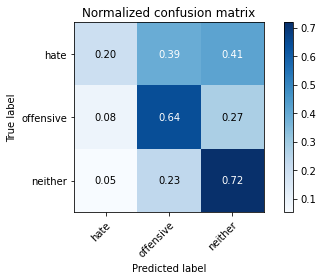 Normalized confusion matrix
True label
hate
0.20 0.39 0.41
offensive
0.08 0.64 0.27
neither
0.05 0.23 0.72
hate
offensive
neither
Predicted label
0.7
0.6
0.5
0.4
0.3
0.2
0.1